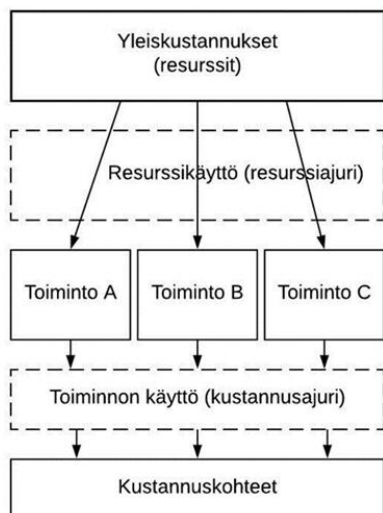 Yleiskustannukset
(resurssit)
Resurssikäyttö (resurssiajuri)
Toiminto A
Toiminto B
Toiminto C
Toiminnon käyttö (kustannusajuri)
Kustannuskohteet